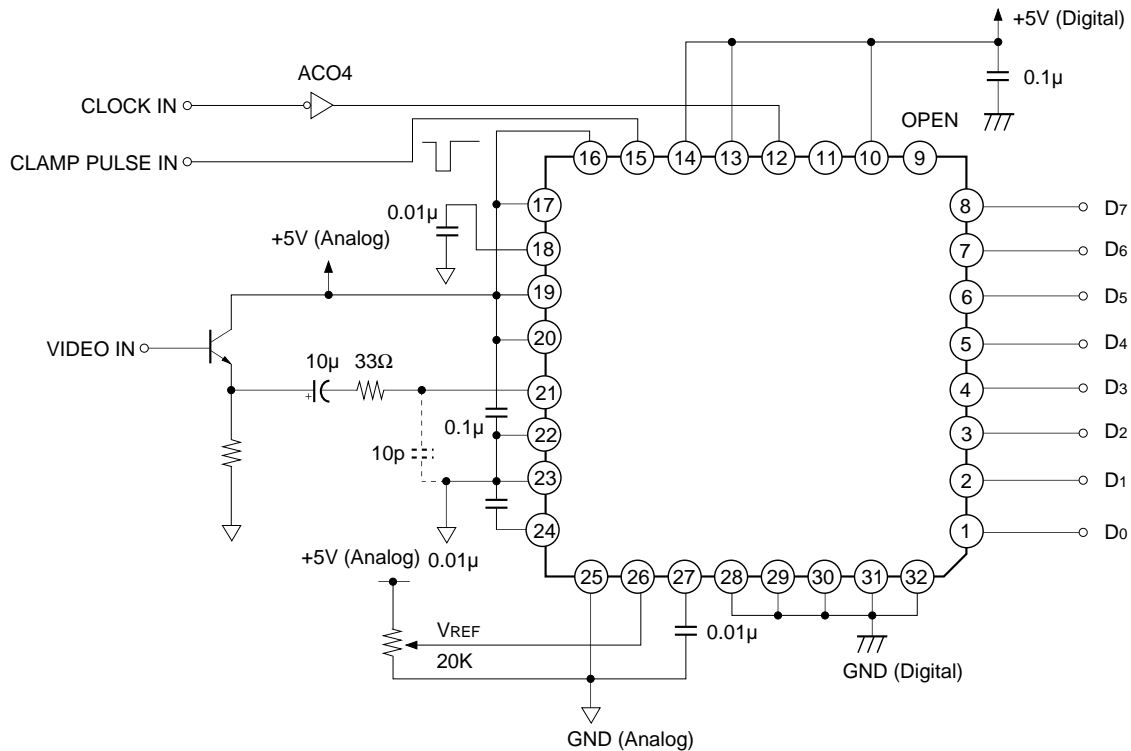 +5V (Digital)
ACO4
0.1µ
CLOCK IN
OPEN
CLAMP PULSE IN
16 15 14 13 12 11 10 9
17
8 D7
0.01µ
18
7 D6
+5V (Analog)
19
6 D5
20
5 D4
VIDEO IN
10µ 33Ω
21
4 D3
0.1µ
22
3 D2
10p
23
2 D1
24
1 D0
+5V (Analog) 0.01µ
25 26 27 28 29 30 31 32
VREF
0.01µ
20K
GND (Digital)
GND (Analog)